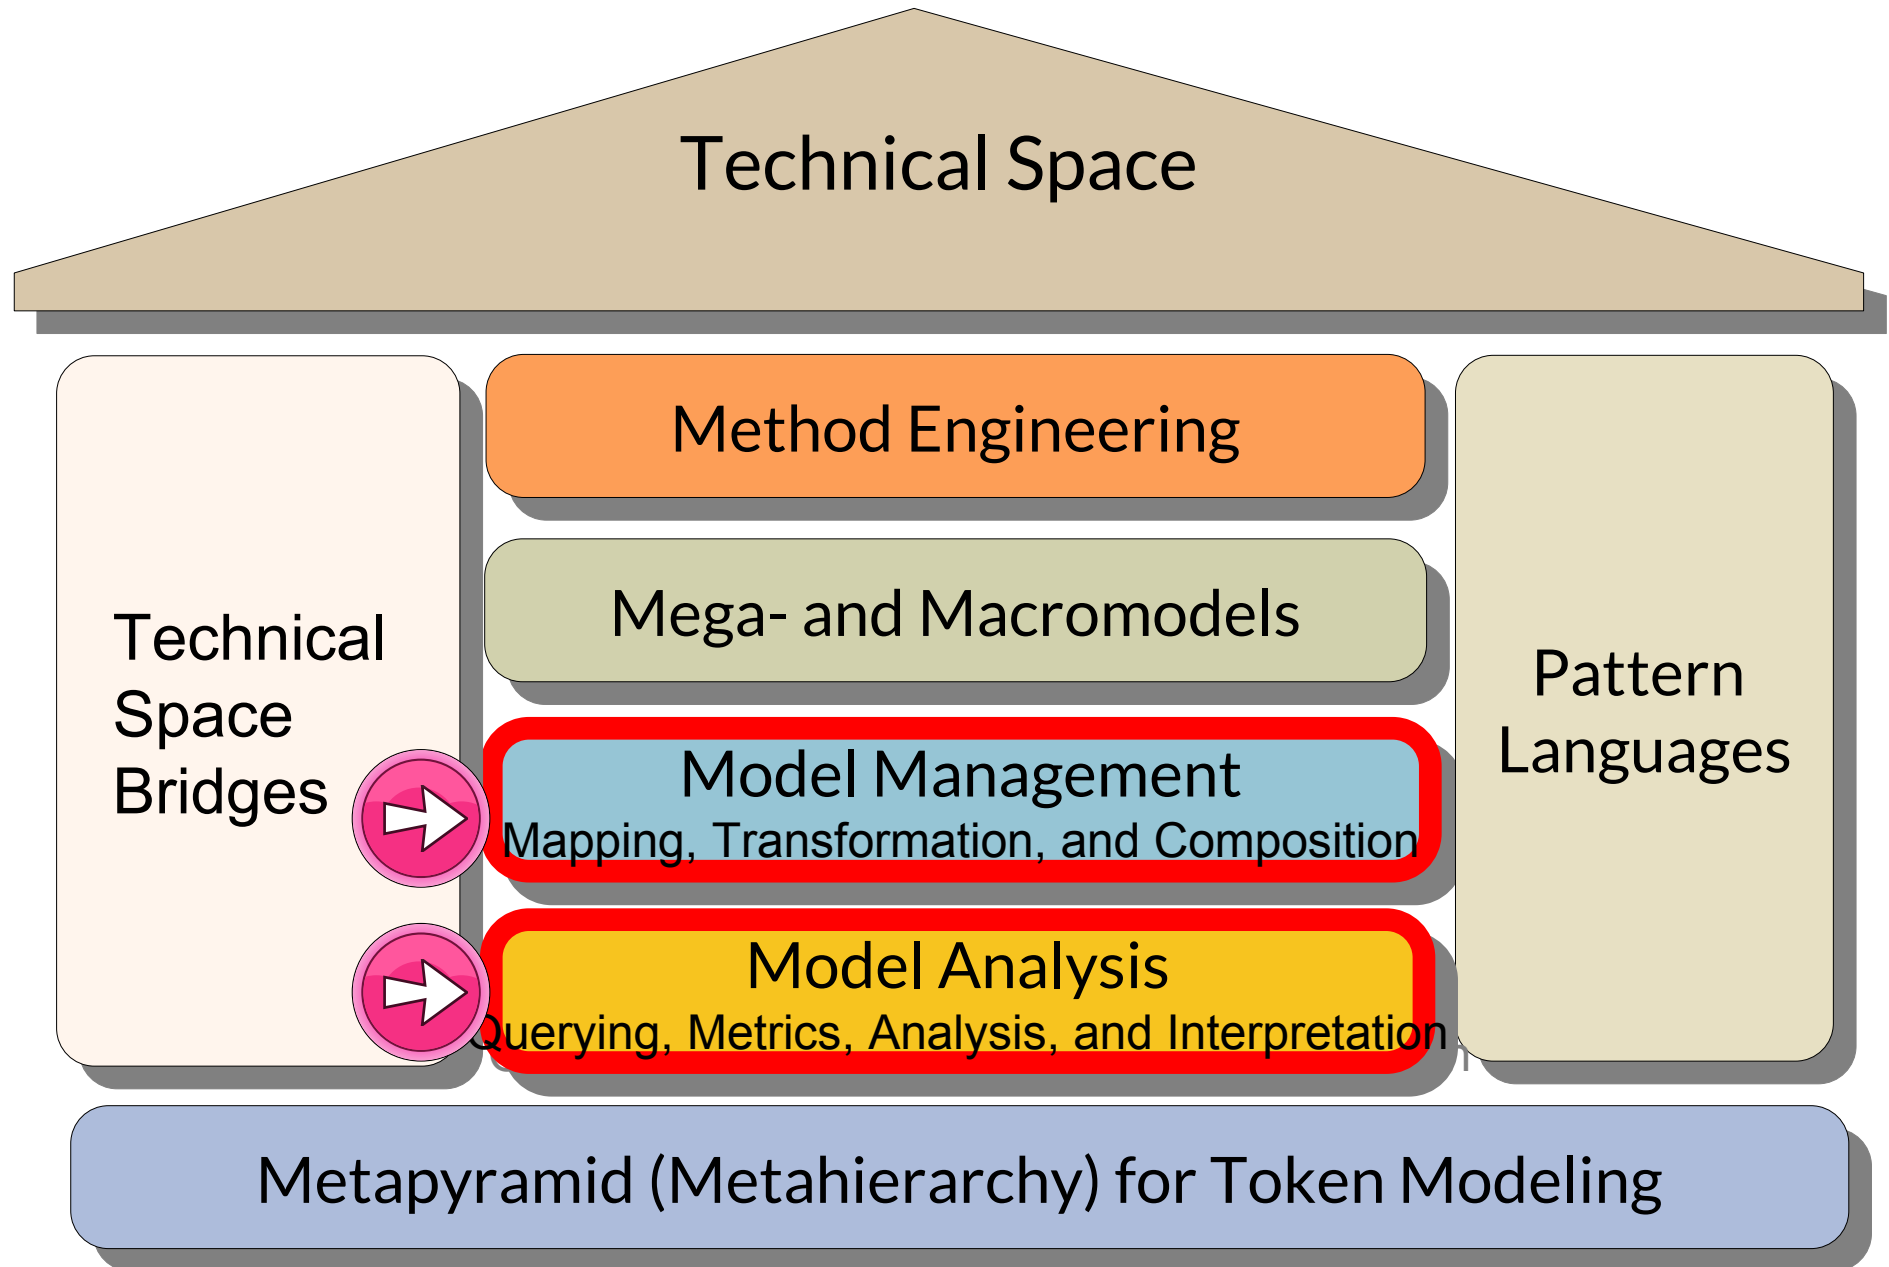 Technical Space
Method Engineering
Mega- and Macromodels
Technical
Space
Bridges
Pattern
Languages
Model Management
Mapping, Transformation, and Composition
Model Analysis
Querying, Metrics, Analysis, and Interpretation
Metapyramid (Metahierarchy) for Token Modeling